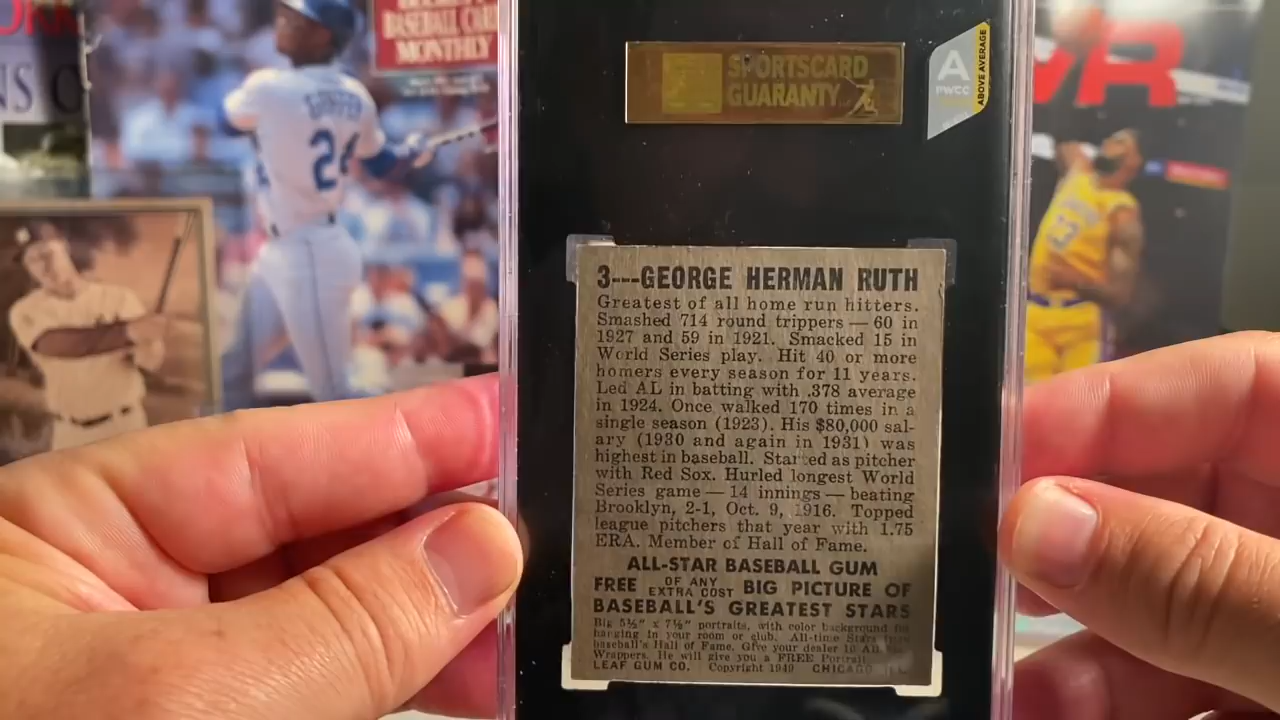 BASEBALL CARD
MONTHLY
24
SPORTSCARD
GUARANTY
A
PWCC
ABOVE AVERAGE
3---GEORGE HERMAN RUTH
Greatest of all home run hitters.
Smashed 714 round trippers — 60 in
1927 and 59 in 1921. Smacked 15 in
World Series play. Hit 40 or more
homers every season for 11 years.
Led AL in batting with .378 average
in 1924. Once walked 170 times in a
single season (1923). His $80,000 sal-
ary (1930 and again in 1931) was
highest in baseball. Started as pitcher
with Red Sox. Hurled longest World
Series game — 14 innings — beating
Brooklyn, 2-1, Oct. 9, 1916. Topped
league pitchers that year with 1.75
ERA. Member of Hall of Fame.
ALL-STAR BASEBALL GUM
FREE OF ANY EXTRA COST BIG PICTURE OF
BASEBALL'S GREATEST STARS
Big 5½" x 7½" portraits, with color background for
hanging in your room or club. All-time Stars from
baseball's Hall of Fame. Give your dealer 10 All
Wrappers. He will give you a FREE Portrait
LEAF GUM CO. Copyright 1949 CHICAGO